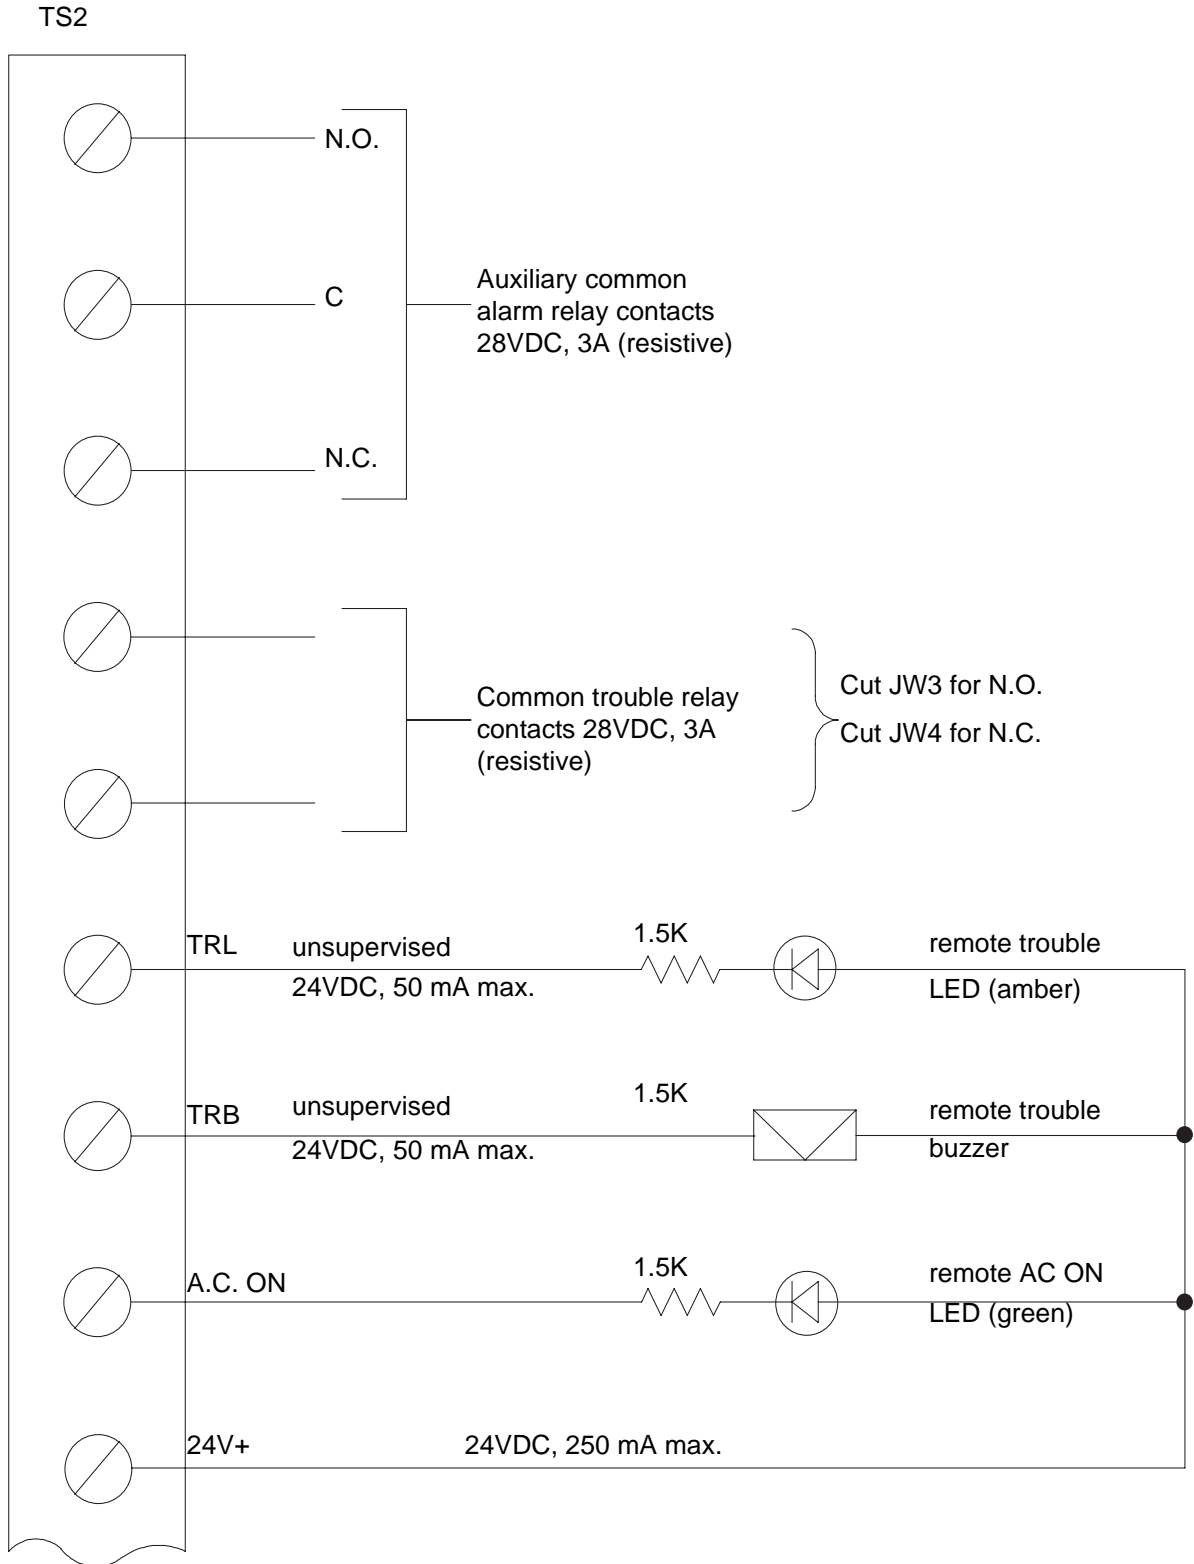 TS2
N.O.
C
Auxiliary common
alarm relay contacts
28VDC, 3A (resistive)
N.C.
Common trouble relay
contacts 28VDC, 3A
(resistive)
Cut JW3 for N.O.
Cut JW4 for N.C.
TRL
unsupervised
24VDC, 50 mA max.
1.5K
remote trouble
LED (amber)
TRB
unsupervised
24VDC, 50 mA max.
1.5K
remote trouble
buzzer
A.C. ON
1.5K
remote AC ON
LED (green)
24V+
24VDC, 250 mA max.